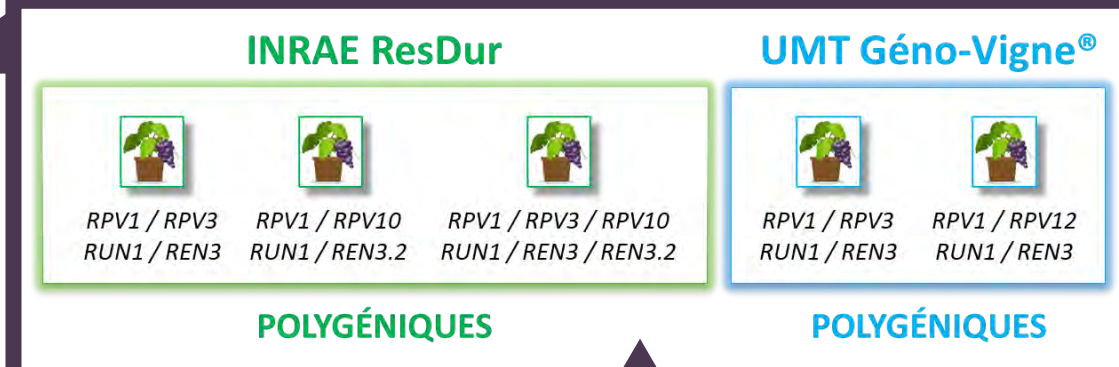 INRAE ResDur
RPV1 / RPV3
RUN1 / REN3
RPV1 / RPV10
RUN1 / REN3.2
RPV1 / RPV3 / RPV10
RUN1 / REN3 / REN3.2
POLYGÉNIQUES
UMT Géno-Vigne®
RPV1 / RPV3
RUN1 / REN3
RPV1 / RPV12
RUN1 / REN3
POLYGÉNIQUES